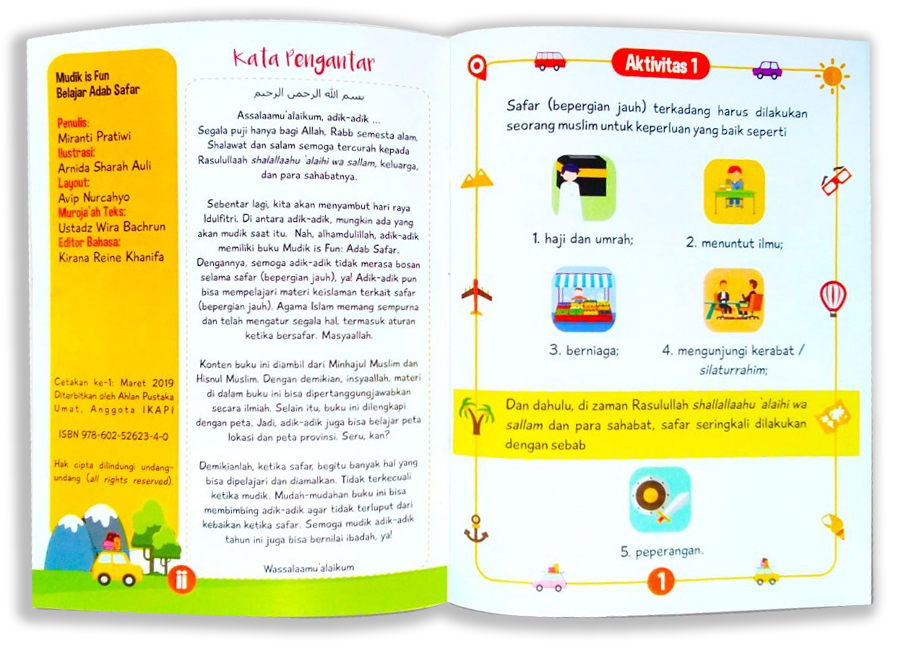 Mudik is Fun
Belajar Adab Safar
Penulis:
Miranti Pratiwi
Ilustrasi:
Arnida Sharah Auli
Layout:
Avip Nurcahyo
Muroja'ah Teks:
Ustadz Wira Bachrun
Editor Bahasa:
Kirana Reine Khanifa
Cetakan ke-1: Maret 2019
Diterbitkan oleh Ahlan Pustaka
Umat, Anggota IKAPI
ISBN 978-602-52623-4-0
Hak cipta dilindungi undang-
undang (all rights reserved).
ii
Kata Pengantar
بسم الله الرحمن الرحيم
Assalaamu'alaikum, adik-adik ...
Segala puji hanya bagi Allah, Rabb semesta alam.
Shalawat dan salam semoga tercurah kepada
Rasulullaah shalallaahu 'alaihi wa sallam, keluarga,
dan para sahabatnya.
Sebentar lagi, kita akan menyambut hari raya
Idulfitri. Di antara adik-adik, mungkin ada yang
akan mudik saat itu. Nah, alhamdulillah, adik-adik
memiliki buku Mudik is Fun: Adab Safar.
Dengannya, semoga adik-adik tidak merasa bosan
selama safar (bepergian jauh), ya! Adik-adik pun
bisa mempelajari materi keislaman terkait safar
(bepergian jauh). Agama Islam memang sempurna
dan telah mengatur segala hal, termasuk aturan
ketika bersafar. Masyaallah.
Konten buku ini diambil dari Minhajul Muslim dan
Hisnul Muslim. Dengan demikian, insyaallah, materi
di dalam buku ini bisa dipertanggungjawabkan
secara ilmiah. Selain itu, buku ini dilengkapi
dengan peta. Jadi, adik-adik juga bisa belajar peta
lokasi dan peta provinsi. Seru, kan?
Demikianlah, ketika safar, begitu banyak hal yang
bisa dipelajari dan diamalkan. Tidak terkecuali
ketika mudik. Mudah-mudahan buku ini bisa
membimbing adik-adik agar tidak terluput dari
kebaikan ketika safar. Semoga mudik adik-adik
tahun ini juga bisa bernilai ibadah, ya!
Wassalaamu'alaikum
Aktivitas 1
Safar (bepergian jauh) terkadang harus dilakukan
seorang muslim untuk keperluan yang baik seperti
1. haji dan umrah;
2. menuntut ilmu;
3. berniaga;
4. mengunjungi kerabat /
silaturrahim;
Dan dahulu, di zaman Rasulullah shallallaahu 'alaihi wa
sallam dan para sahabat, safar seringkali dilakukan
dengan sebab
5. peperangan.
1